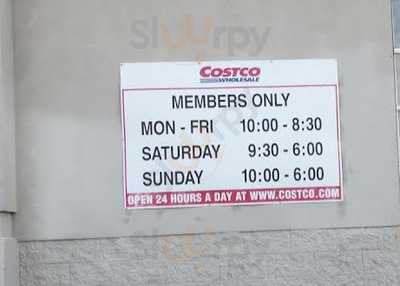 Sluurrpy
COSTCO
WHOLESALE
MEMBERS ONLY
MON - FRI 10:00 - 8:30
SATURDAY 9:30 - 6:00
SUNDAY 10:00 - 6:00
OPEN 24 HOURS A DAY AT WWW.COSTCO.COM